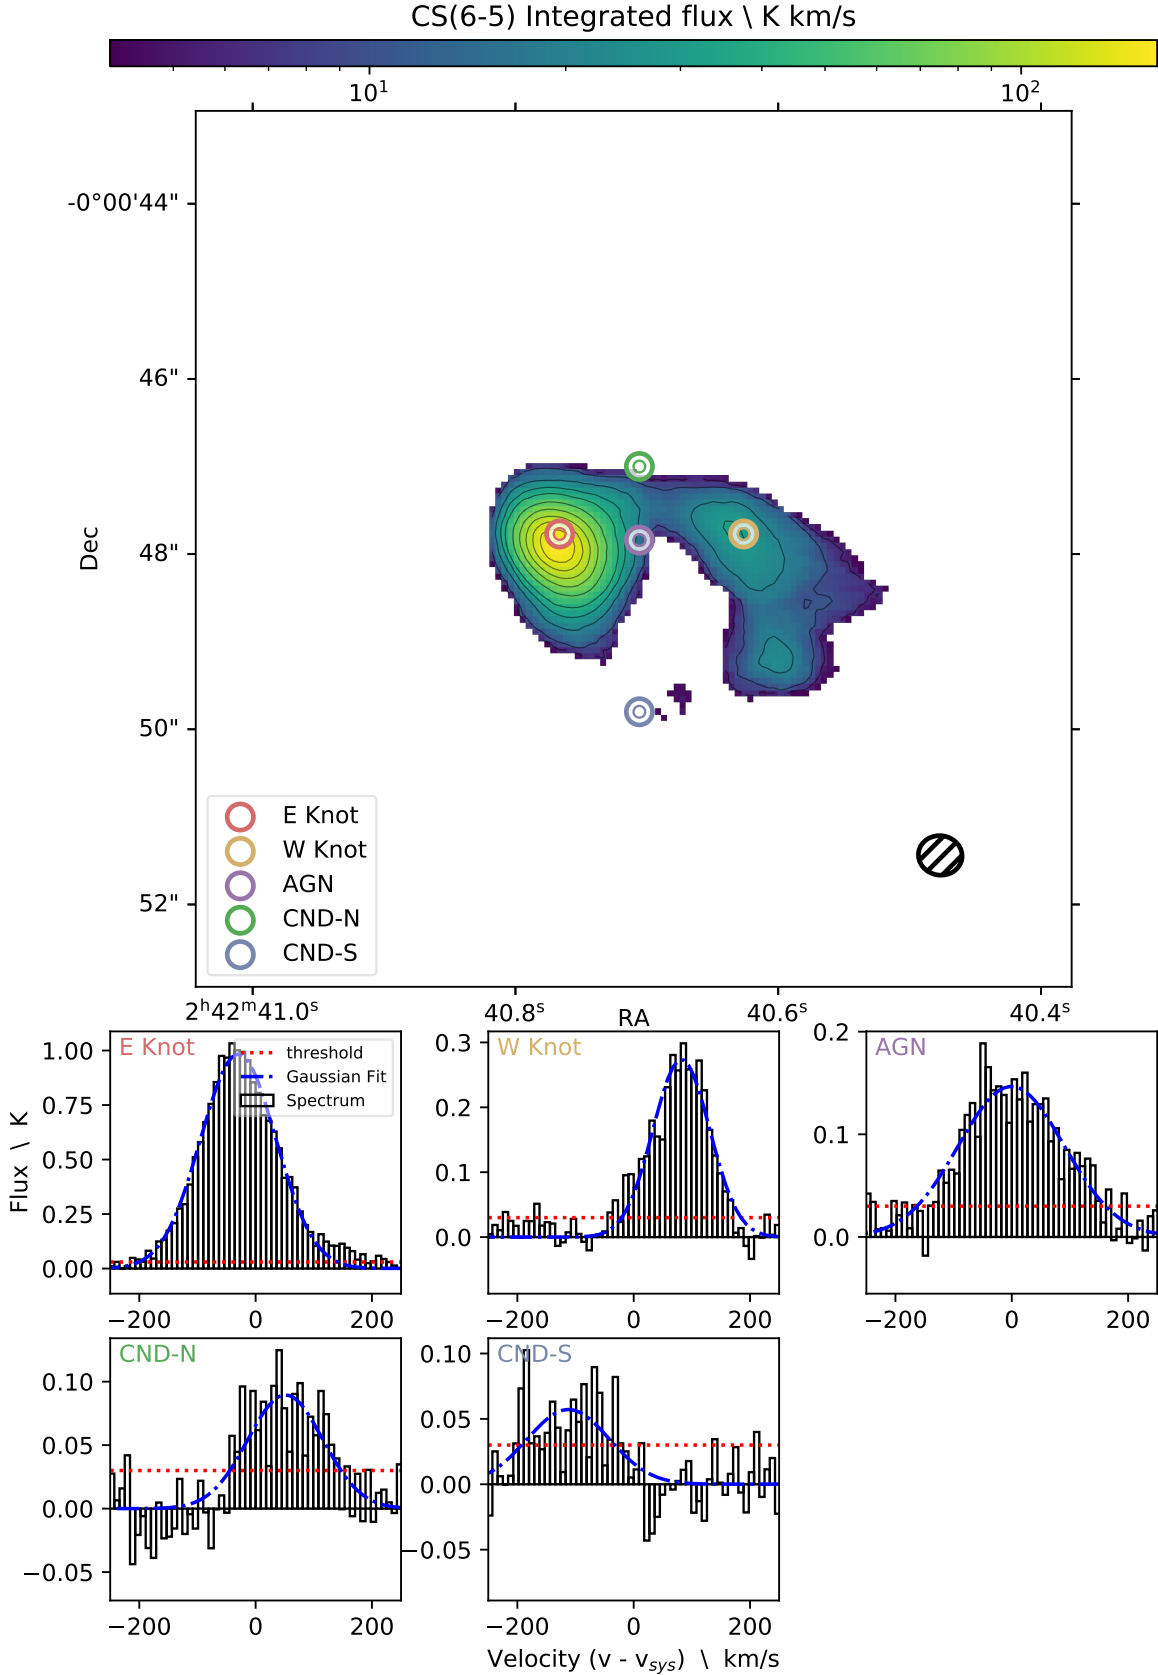 CS(6-5) Integrated flux \ K km/s
10¹ 10²
-0°00'44"
46"
Dec
48"
50"
52"
E Knot
W Knot
AGN
CND-N
CND-S
2ʰ42ᵐ41.0ˢ 40.8ˢ 40.6ˢ 40.4ˢ
RA
E Knot
threshold
Gaussian Fit
Spectrum
Flux \ K
1.00
0.75
0.50
0.25
0.00
−200 0 200
W Knot
0.3
0.2
0.1
0.0
−200 0 200
AGN
0.2
0.1
0.0
−200 0 200
CND-N
0.10
0.05
0.00
−0.05
−200 0 200
CND-S
0.10
0.05
0.00
−0.05
−200 0 200
Velocity (v - vsys) \ km/s